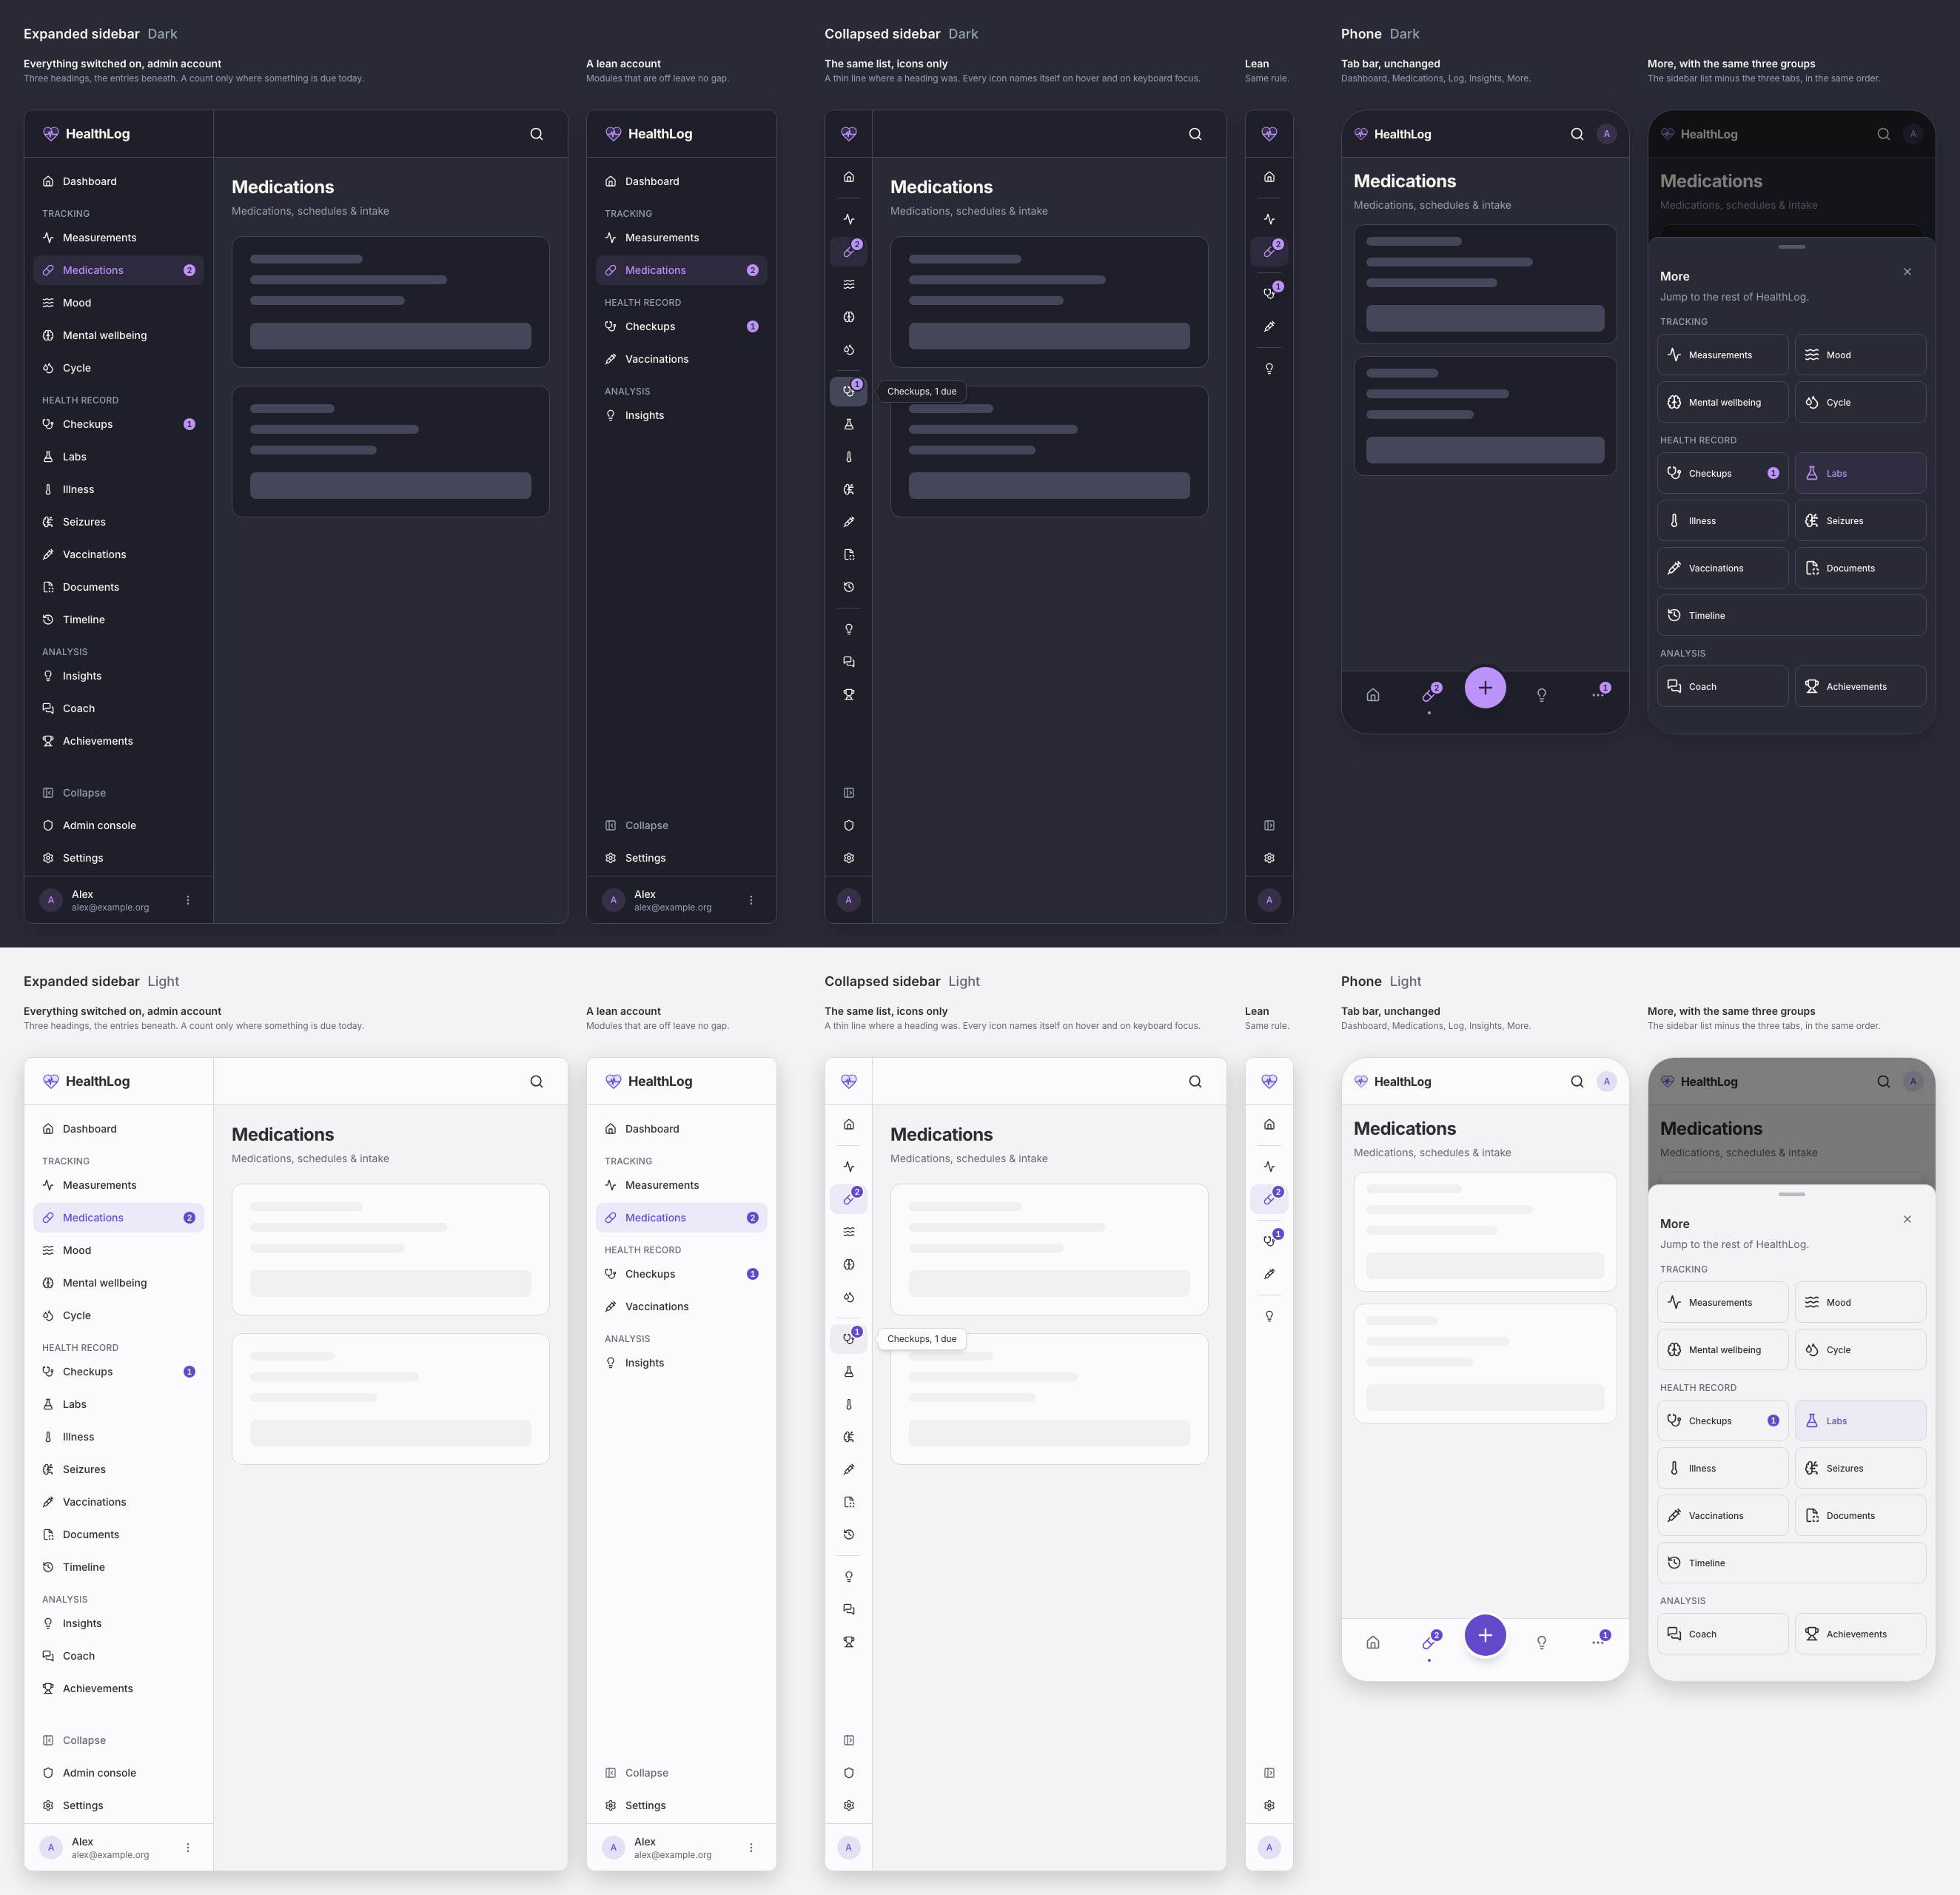 Expanded sidebar Dark
Everything switched on, admin account
Three headings, the entries beneath. A count only where something is due today.
HealthLog
Dashboard
TRACKING
Measurements
Medications 2
Mood
Mental wellbeing
Cycle
HEALTH RECORD
Checkups 1
Labs
Illness
Seizures
Vaccinations
Documents
Timeline
ANALYSIS
Insights
Coach
Achievements
Collapse
Admin console
Settings
A
Alex
alex@example.org
Medications
Medications, schedules & intake
A lean account
Modules that are off leave no gap.
HealthLog
Dashboard
TRACKING
Measurements
Medications 2
HEALTH RECORD
Checkups 1
Vaccinations
ANALYSIS
Insights
Collapse
Settings
A
Alex
alex@example.org
Collapsed sidebar Dark
The same list, icons only
A thin line where a heading was. Every icon names itself on hover and on keyboard focus.
2
1
A
Medications
Medications, schedules & intake
Checkups, 1 due
Lean
Same rule.
2
1
A
Phone Dark
Tab bar, unchanged
Dashboard, Medications, Log, Insights, More.
HealthLog
A
Medications
Medications, schedules & intake
2
1
More, with the same three groups
The sidebar list minus the three tabs, in the same order.
HealthLog
A
Medications
Medications, schedules & intake
More
Jump to the rest of HealthLog.
TRACKING
Measurements
Mood
Mental wellbeing
Cycle
HEALTH RECORD
Checkups 1
Labs
Illness
Seizures
Vaccinations
Documents
Timeline
ANALYSIS
Coach
Achievements
Expanded sidebar Light
Everything switched on, admin account
Three headings, the entries beneath. A count only where something is due today.
HealthLog
Dashboard
TRACKING
Measurements
Medications 2
Mood
Mental wellbeing
Cycle
HEALTH RECORD
Checkups 1
Labs
Illness
Seizures
Vaccinations
Documents
Timeline
ANALYSIS
Insights
Coach
Achievements
Collapse
Admin console
Settings
A
Alex
alex@example.org
Medications
Medications, schedules & intake
A lean account
Modules that are off leave no gap.
HealthLog
Dashboard
TRACKING
Measurements
Medications 2
HEALTH RECORD
Checkups 1
Vaccinations
ANALYSIS
Insights
Collapse
Settings
A
Alex
alex@example.org
Collapsed sidebar Light
The same list, icons only
A thin line where a heading was. Every icon names itself on hover and on keyboard focus.
2
1
A
Medications
Medications, schedules & intake
Checkups, 1 due
Lean
Same rule.
2
1
A
Phone Light
Tab bar, unchanged
Dashboard, Medications, Log, Insights, More.
HealthLog
A
Medications
Medications, schedules & intake
2
1
More, with the same three groups
The sidebar list minus the three tabs, in the same order.
HealthLog
A
Medications
Medications, schedules & intake
More
Jump to the rest of HealthLog.
TRACKING
Measurements
Mood
Mental wellbeing
Cycle
HEALTH RECORD
Checkups 1
Labs
Illness
Seizures
Vaccinations
Documents
Timeline
ANALYSIS
Coach
Achievements